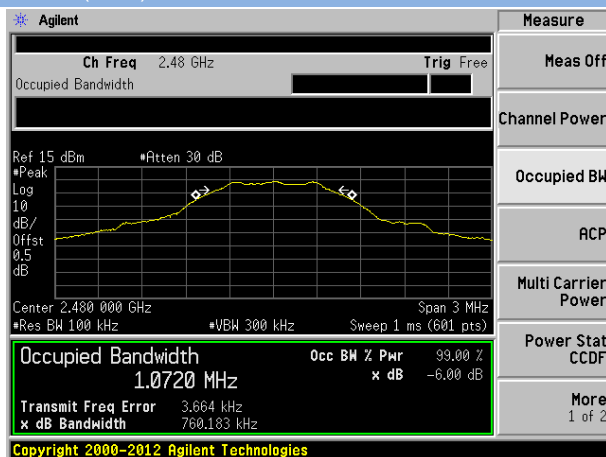 Agilent
Measure
Ch Freq 2.48 GHz Trig Free
Occupied Bandwidth
Meas Off
Channel Power
Occupied BW
ACP
Multi Carrier
Power
Power Stat
CCDF
More
1 of 2
Ref 15 dBm #Atten 30 dB
#Peak
Log
10
dB/
Offst
0.5
dB
Center 2.480 000 GHz Span 3 MHz
#Res BW 100 kHz #VBW 300 kHz Sweep 1 ms (601 pts)
Occupied Bandwidth Occ BW % Pwr 99.00 %
1.0720 MHz x dB -6.00 dB
Transmit Freq Error 3.664 kHz
x dB Bandwidth 760.183 kHz
Copyright 2000-2012 Agilent Technologies